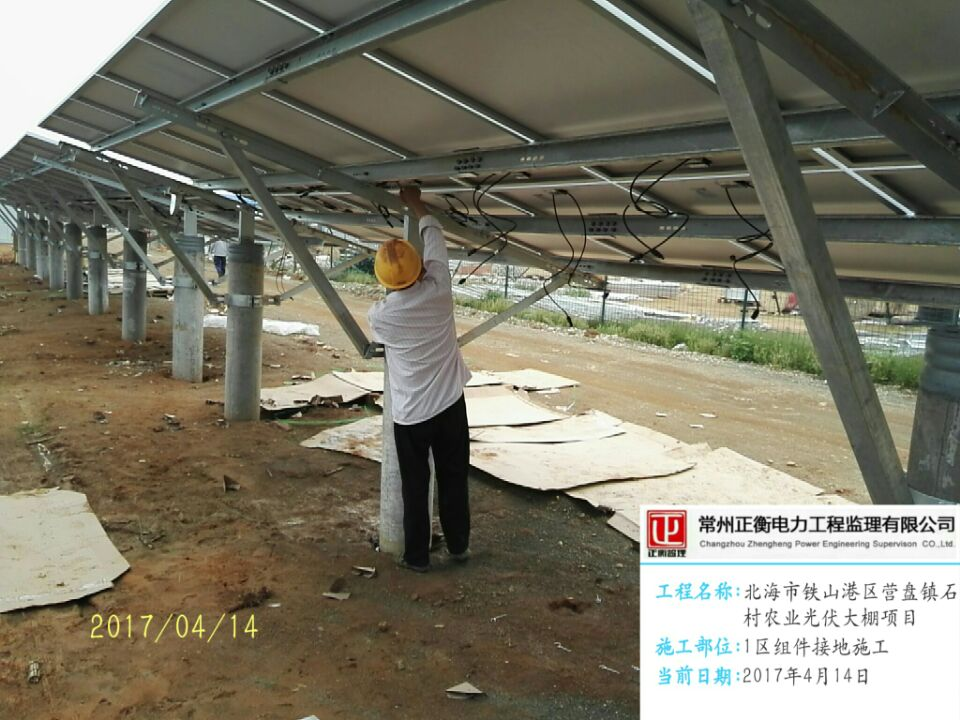 常州正衡电力工程监理有限公司
Changzhou Zhengheng Power Engineering Supervison CO.,Ltd.
正衡监理
工程名称:北海市铁山港区营盘镇石
村农业光伏大棚项目
施工部位:1区组件接地施工
当前日期:2017年4月14日
2017/04/14